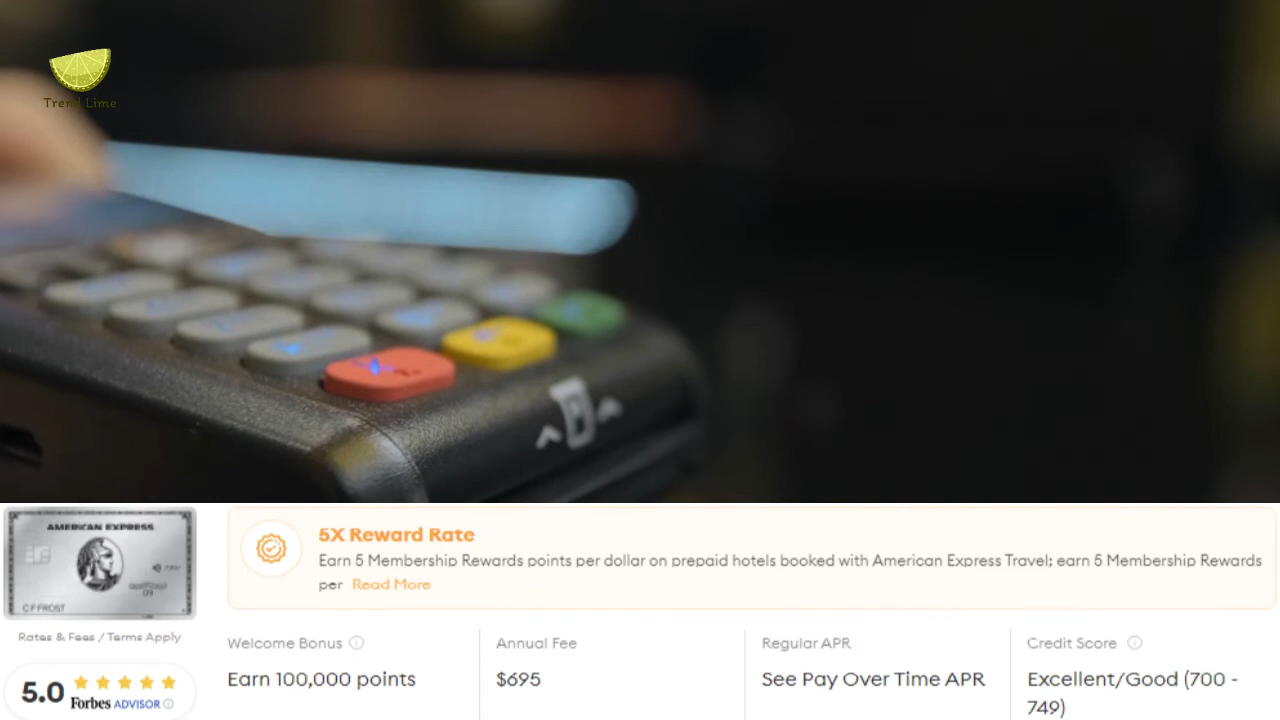 Trend Lime
AMERICAN EXPRESS
C F FROST
Rates & Fees / Terms Apply
5.0
Forbes ADVISOR
5X Reward Rate
Earn 5 Membership Rewards points per dollar on prepaid hotels booked with American Express Travel; earn 5 Membership Rewards
per Read More
Welcome Bonus
Earn 100,000 points
Annual Fee
$695
Regular APR
See Pay Over Time APR
Credit Score
Excellent/Good (700 -
749)